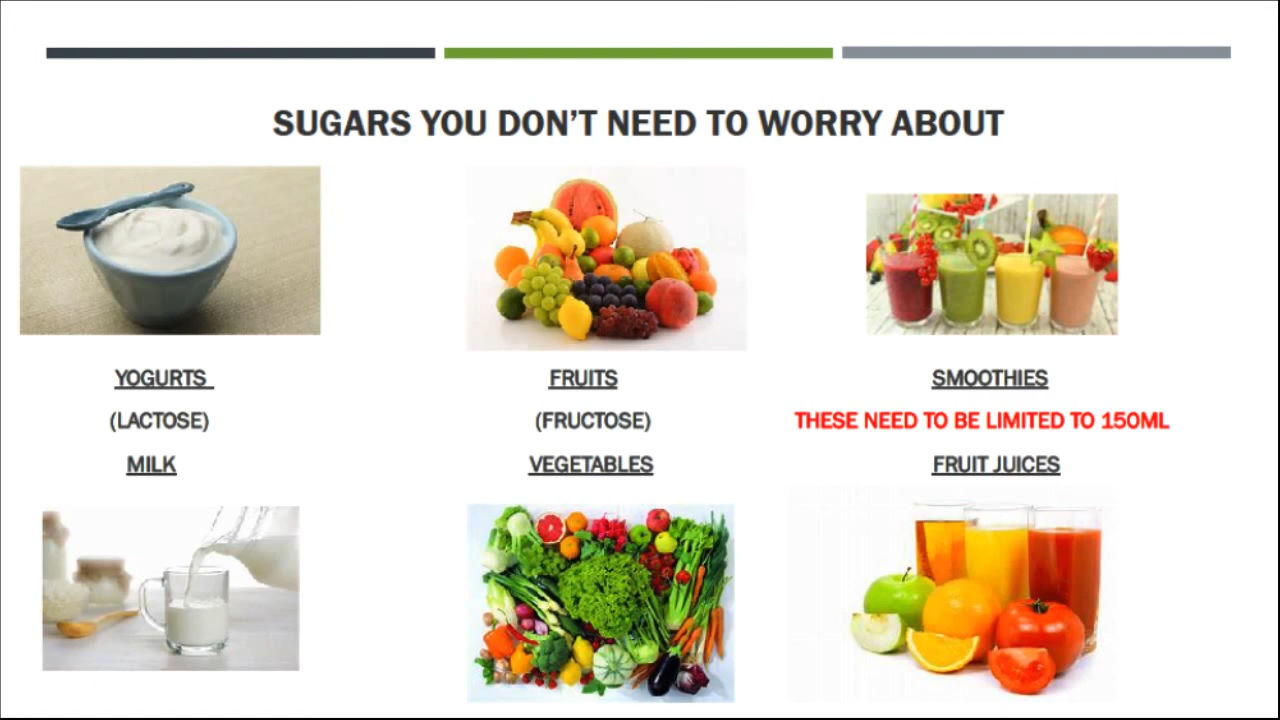 SUGARS YOU DON'T NEED TO WORRY ABOUT
YOGURTS
(LACTOSE)
MILK
FRUITS
(FRUCTOSE)
VEGETABLES
SMOOTHIES
THESE NEED TO BE LIMITED TO 150ML
FRUIT JUICES